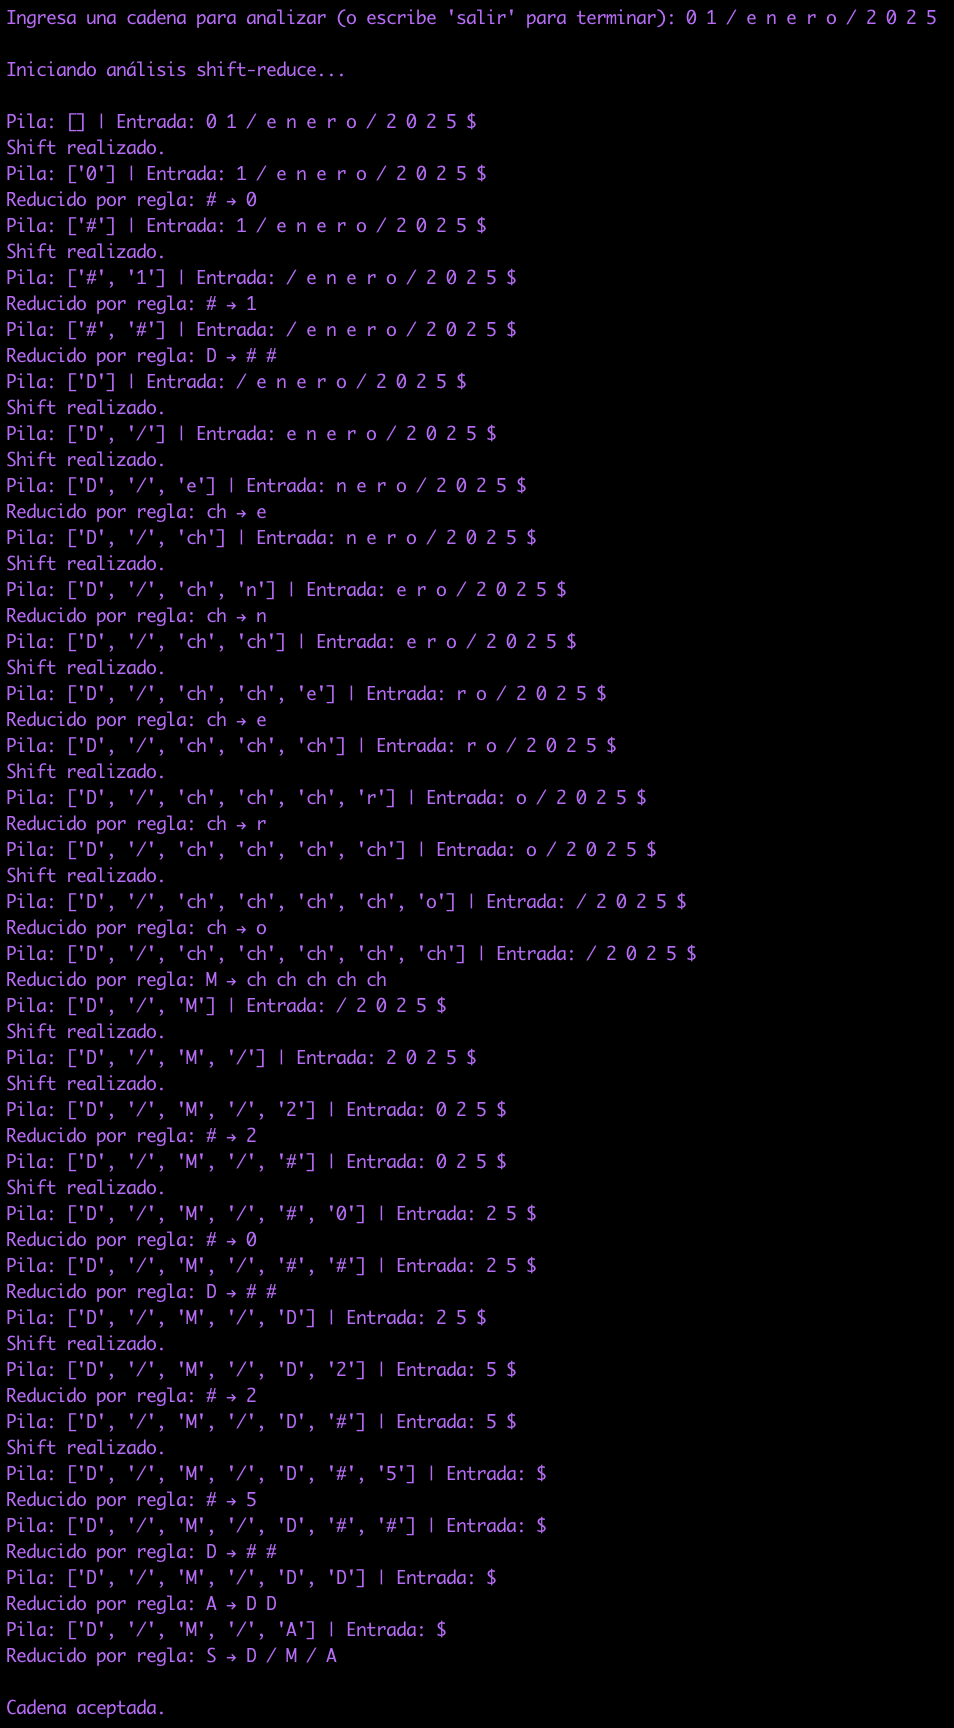 Ingresa una cadena para analizar (o escribe 'salir' para terminar): 0 1 / e n e r o / 2 0 2 5
Iniciando análisis shift-reduce...
Pila: [] | Entrada: 0 1 / e n e r o / 2 0 2 5 $
Shift realizado.
Pila: ['0'] | Entrada: 1 / e n e r o / 2 0 2 5 $
Reducido por regla: # → 0
Pila: ['#'] | Entrada: 1 / e n e r o / 2 0 2 5 $
Shift realizado.
Pila: ['#', '1'] | Entrada: / e n e r o / 2 0 2 5 $
Reducido por regla: # → 1
Pila: ['#', '#'] | Entrada: / e n e r o / 2 0 2 5 $
Reducido por regla: D → # #
Pila: ['D'] | Entrada: / e n e r o / 2 0 2 5 $
Shift realizado.
Pila: ['D', '/'] | Entrada: e n e r o / 2 0 2 5 $
Shift realizado.
Pila: ['D', '/', 'e'] | Entrada: n e r o / 2 0 2 5 $
Reducido por regla: ch → e
Pila: ['D', '/', 'ch'] | Entrada: n e r o / 2 0 2 5 $
Shift realizado.
Pila: ['D', '/', 'ch', 'n'] | Entrada: e r o / 2 0 2 5 $
Reducido por regla: ch → n
Pila: ['D', '/', 'ch', 'ch'] | Entrada: e r o / 2 0 2 5 $
Shift realizado.
Pila: ['D', '/', 'ch', 'ch', 'e'] | Entrada: r o / 2 0 2 5 $
Reducido por regla: ch → e
Pila: ['D', '/', 'ch', 'ch', 'ch'] | Entrada: r o / 2 0 2 5 $
Shift realizado.
Pila: ['D', '/', 'ch', 'ch', 'ch', 'r'] | Entrada: o / 2 0 2 5 $
Reducido por regla: ch → r
Pila: ['D', '/', 'ch', 'ch', 'ch', 'ch'] | Entrada: o / 2 0 2 5 $
Shift realizado.
Pila: ['D', '/', 'ch', 'ch', 'ch', 'ch', 'o'] | Entrada: / 2 0 2 5 $
Reducido por regla: ch → o
Pila: ['D', '/', 'ch', 'ch', 'ch', 'ch', 'ch'] | Entrada: / 2 0 2 5 $
Reducido por regla: M → ch ch ch ch ch
Pila: ['D', '/', 'M'] | Entrada: / 2 0 2 5 $
Shift realizado.
Pila: ['D', '/', 'M', '/'] | Entrada: 2 0 2 5 $
Shift realizado.
Pila: ['D', '/', 'M', '/', '2'] | Entrada: 0 2 5 $
Reducido por regla: # → 2
Pila: ['D', '/', 'M', '/', '#'] | Entrada: 0 2 5 $
Shift realizado.
Pila: ['D', '/', 'M', '/', '#', '0'] | Entrada: 2 5 $
Reducido por regla: # → 0
Pila: ['D', '/', 'M', '/', '#', '#'] | Entrada: 2 5 $
Reducido por regla: D → # #
Pila: ['D', '/', 'M', '/', 'D'] | Entrada: 2 5 $
Shift realizado.
Pila: ['D', '/', 'M', '/', 'D', '2'] | Entrada: 5 $
Reducido por regla: # → 2
Pila: ['D', '/', 'M', '/', 'D', '#'] | Entrada: 5 $
Shift realizado.
Pila: ['D', '/', 'M', '/', 'D', '#', '5'] | Entrada: $
Reducido por regla: # → 5
Pila: ['D', '/', 'M', '/', 'D', '#', '#'] | Entrada: $
Reducido por regla: D → # #
Pila: ['D', '/', 'M', '/', 'D', 'D'] | Entrada: $
Reducido por regla: A → D D
Pila: ['D', '/', 'M', '/', 'A'] | Entrada: $
Reducido por regla: S → D / M / A
Cadena aceptada.